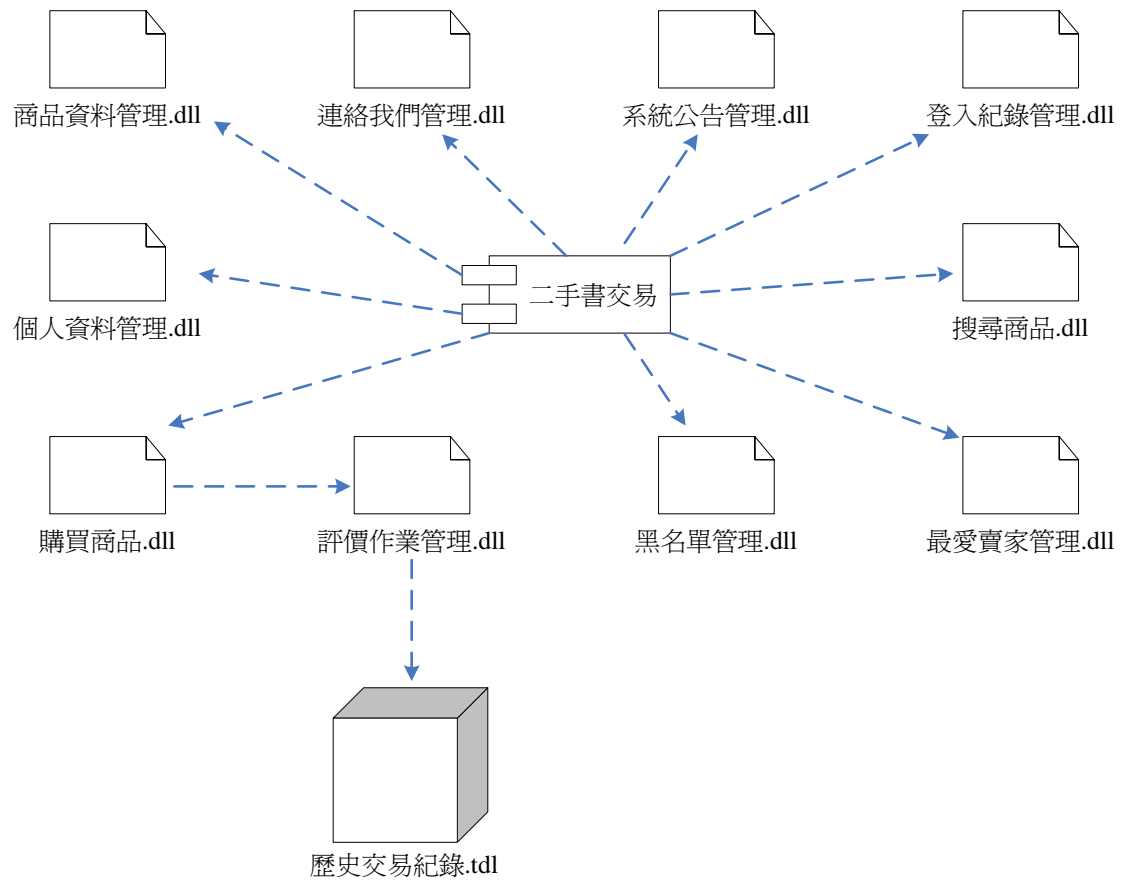 商品資料管理.dll
連絡我們管理.dll
系統公告管理.dll
登入紀錄管理.dll
二手書交易
個人資料管理.dll
搜尋商品.dll
購買商品.dll
評價作業管理.dll
黑名單管理.dll
最愛賣家管理.dll
歷史交易紀錄.tdl